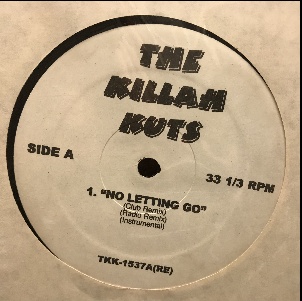 THE
KILLAH
KUTS
SIDE A
33 1/3 RPM
1. "NO LETTING GO"
(Club Remix)
(Radio Remix)
(Instrumental)
TKK-1537A(RE)